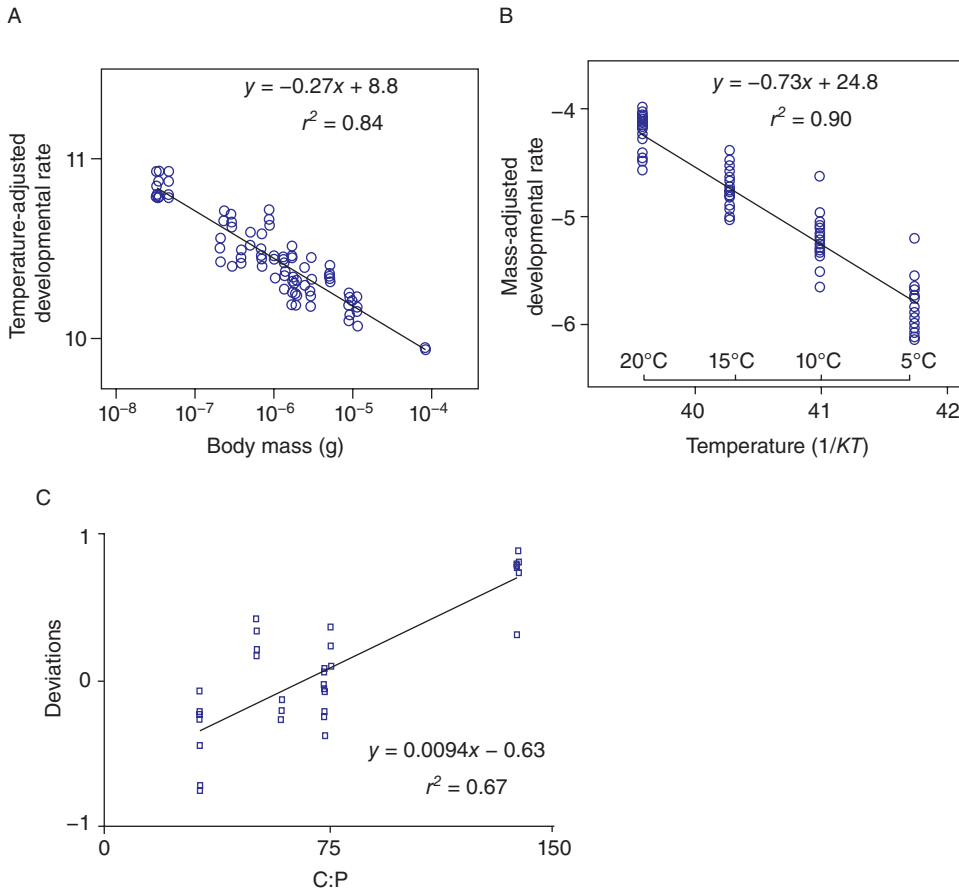 A
y = −0.27x + 8.8
r² = 0.84
11
10
Temperature-adjusted
developmental rate
10⁻⁸ 10⁻⁷ 10⁻⁶ 10⁻⁵ 10⁻⁴
Body mass (g)
B
y = −0.73x + 24.8
r² = 0.90
−4
−5
−6
Mass-adjusted
developmental rate
20°C 15°C 10°C 5°C
40 41 42
Temperature (1/KT)
C
1
0
−1
Deviations
y = 0.0094x − 0.63
r² = 0.67
0 75 150
C:P